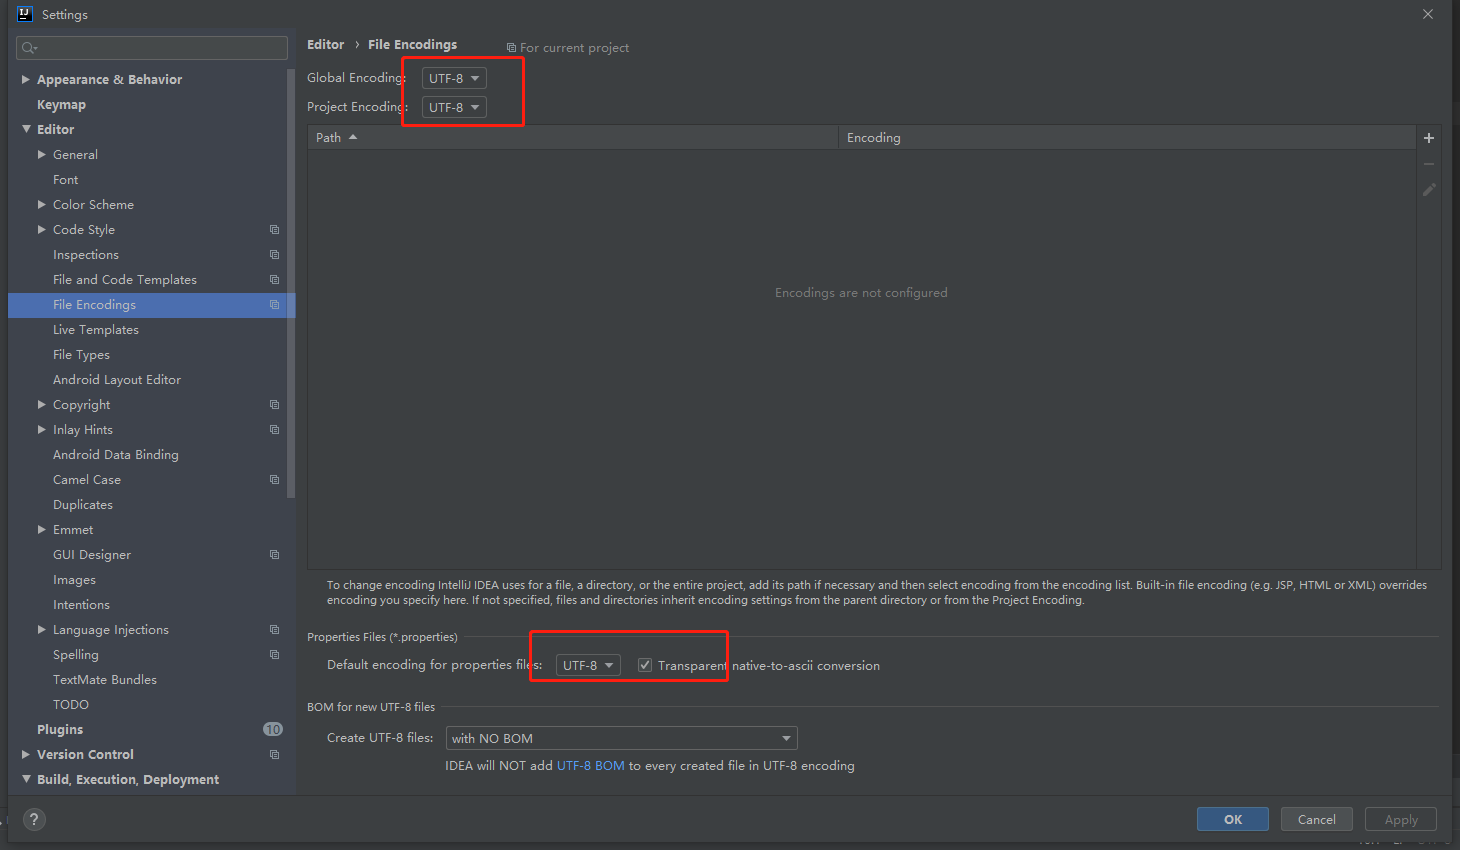 IJ Settings
Editor › File Encodings For current project
Appearance & Behavior
Keymap
Editor
General
Font
Color Scheme
Code Style
Inspections
File and Code Templates
File Encodings
Live Templates
File Types
Android Layout Editor
Copyright
Inlay Hints
Android Data Binding
Camel Case
Duplicates
Emmet
GUI Designer
Images
Intentions
Language Injections
Spelling
TextMate Bundles
TODO
Plugins 10
Version Control
Build, Execution, Deployment
Global Encoding: UTF-8
Project Encoding: UTF-8
Path Encoding
Encodings are not configured
To change encoding IntelliJ IDEA uses for a file, a directory, or the entire project, add its path if necessary and then select encoding from the encoding list. Built-in file encoding (e.g. JSP, HTML or XML) overrides
encoding you specify here. If not specified, files and directories inherit encoding settings from the parent directory or from the Project Encoding.
Properties Files (*.properties)
Default encoding for properties files: UTF-8 Transparent native-to-ascii conversion
BOM for new UTF-8 files
Create UTF-8 files: with NO BOM
IDEA will NOT add UTF-8 BOM to every created file in UTF-8 encoding
? OK Cancel Apply